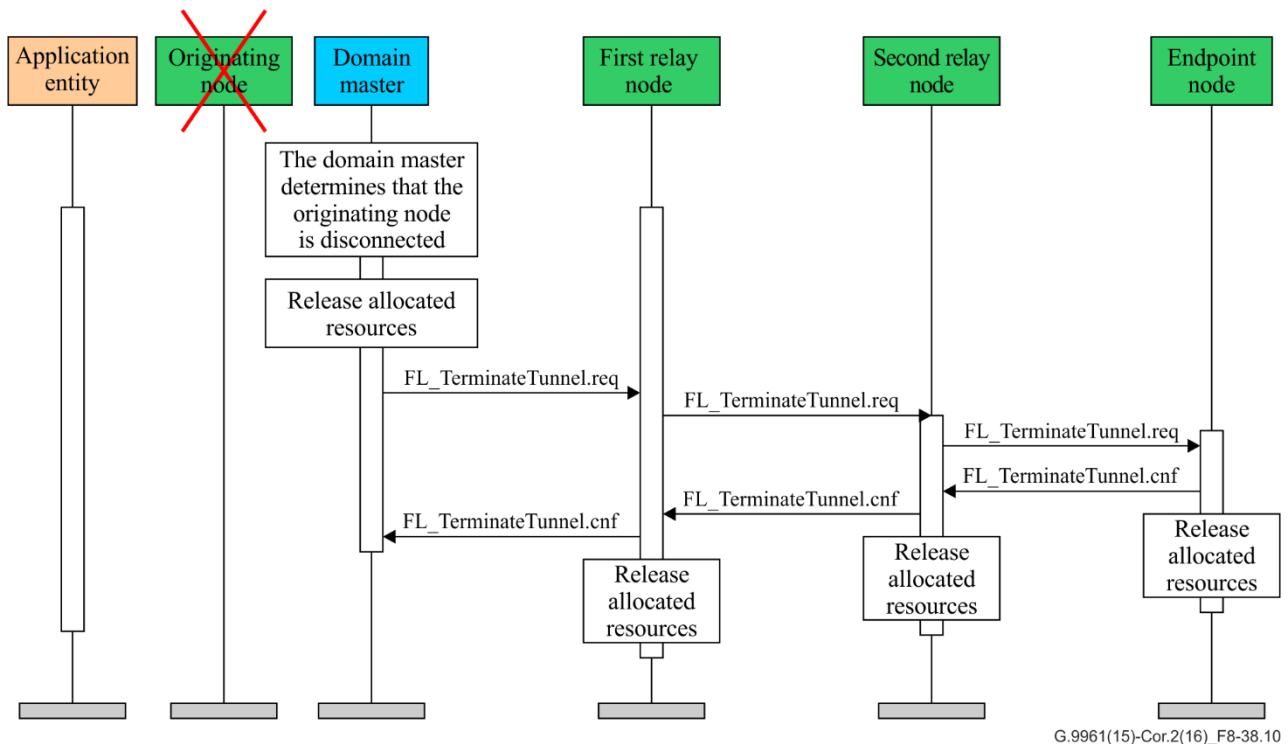 Application
entity
Originating
node
Domain
master
First relay
node
Second relay
node
Endpoint
node
The domain master
determines that the
originating node
is disconnected
Release allocated
resources
FL_TerminateTunnel.req
FL_TerminateTunnel.req
FL_TerminateTunnel.req
FL_TerminateTunnel.cnf
FL_TerminateTunnel.cnf
FL_TerminateTunnel.cnf
Release
allocated
resources
Release
allocated
resources
Release
allocated
resources
G.9961(15)-Cor.2(16)_F8-38.10